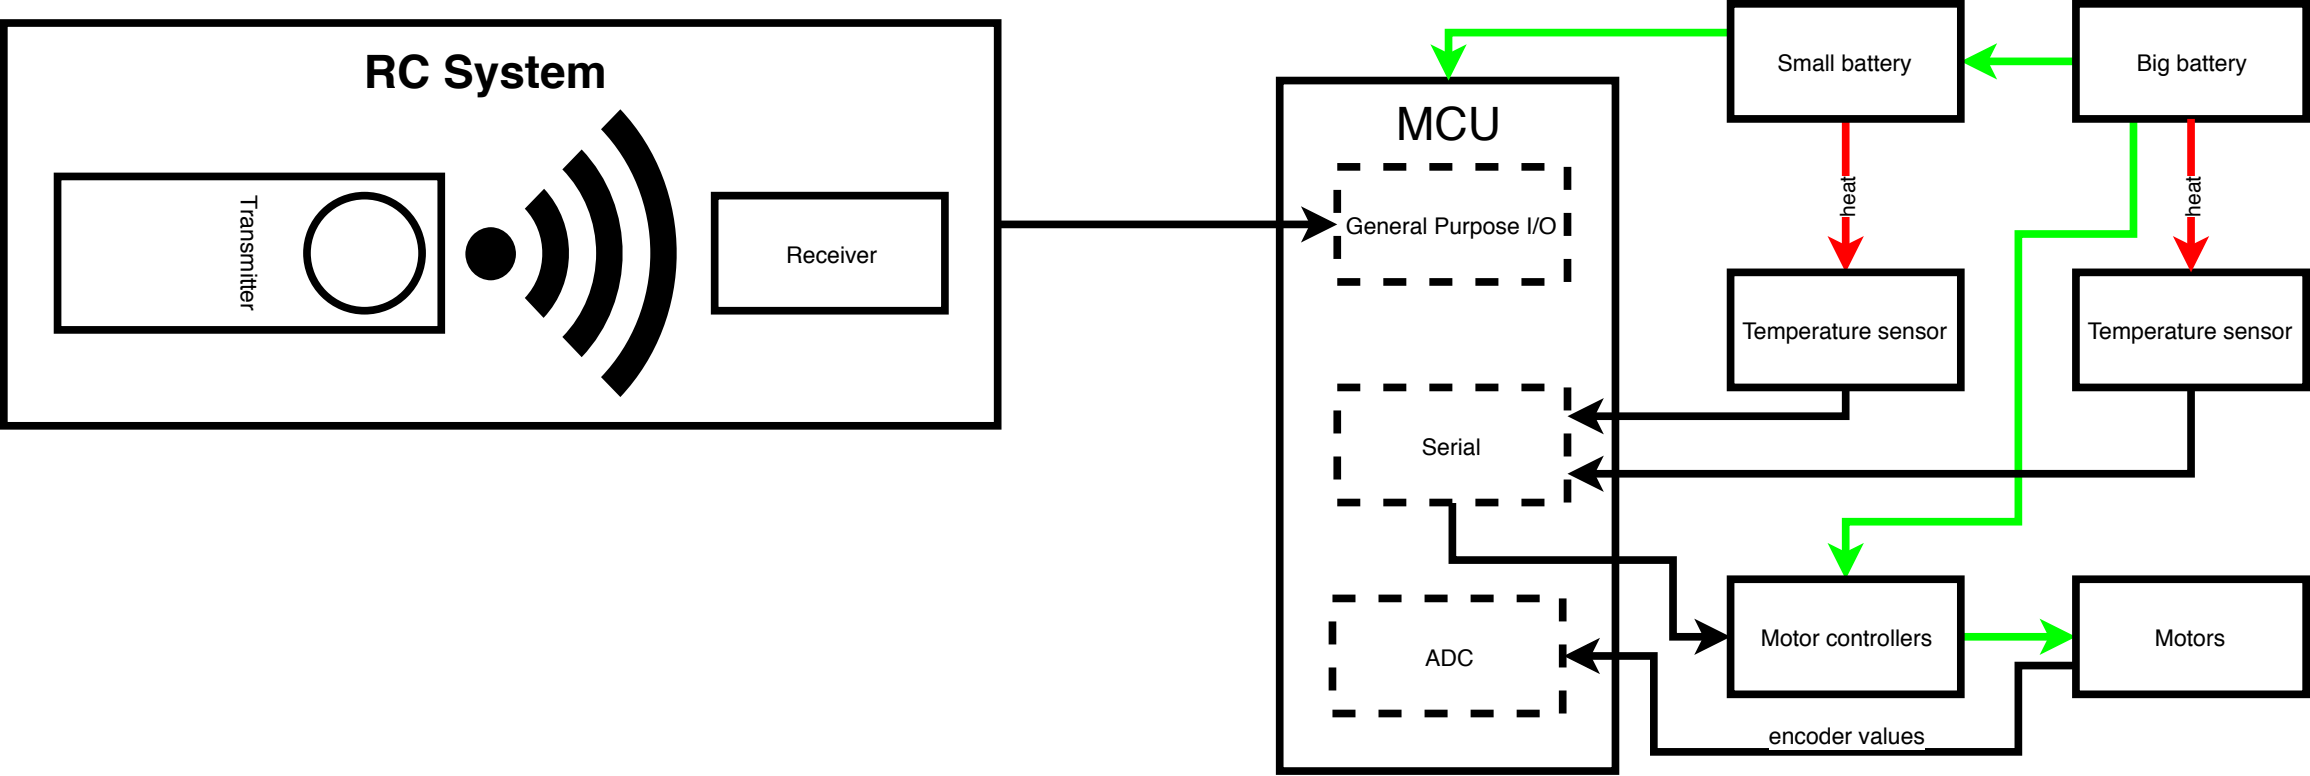 RC System
Transmitter
Receiver
MCU
General Purpose I/O
Serial
ADC
Small battery
Big battery
heat
heat
Temperature sensor
Temperature sensor
Motor controllers
Motors
encoder values